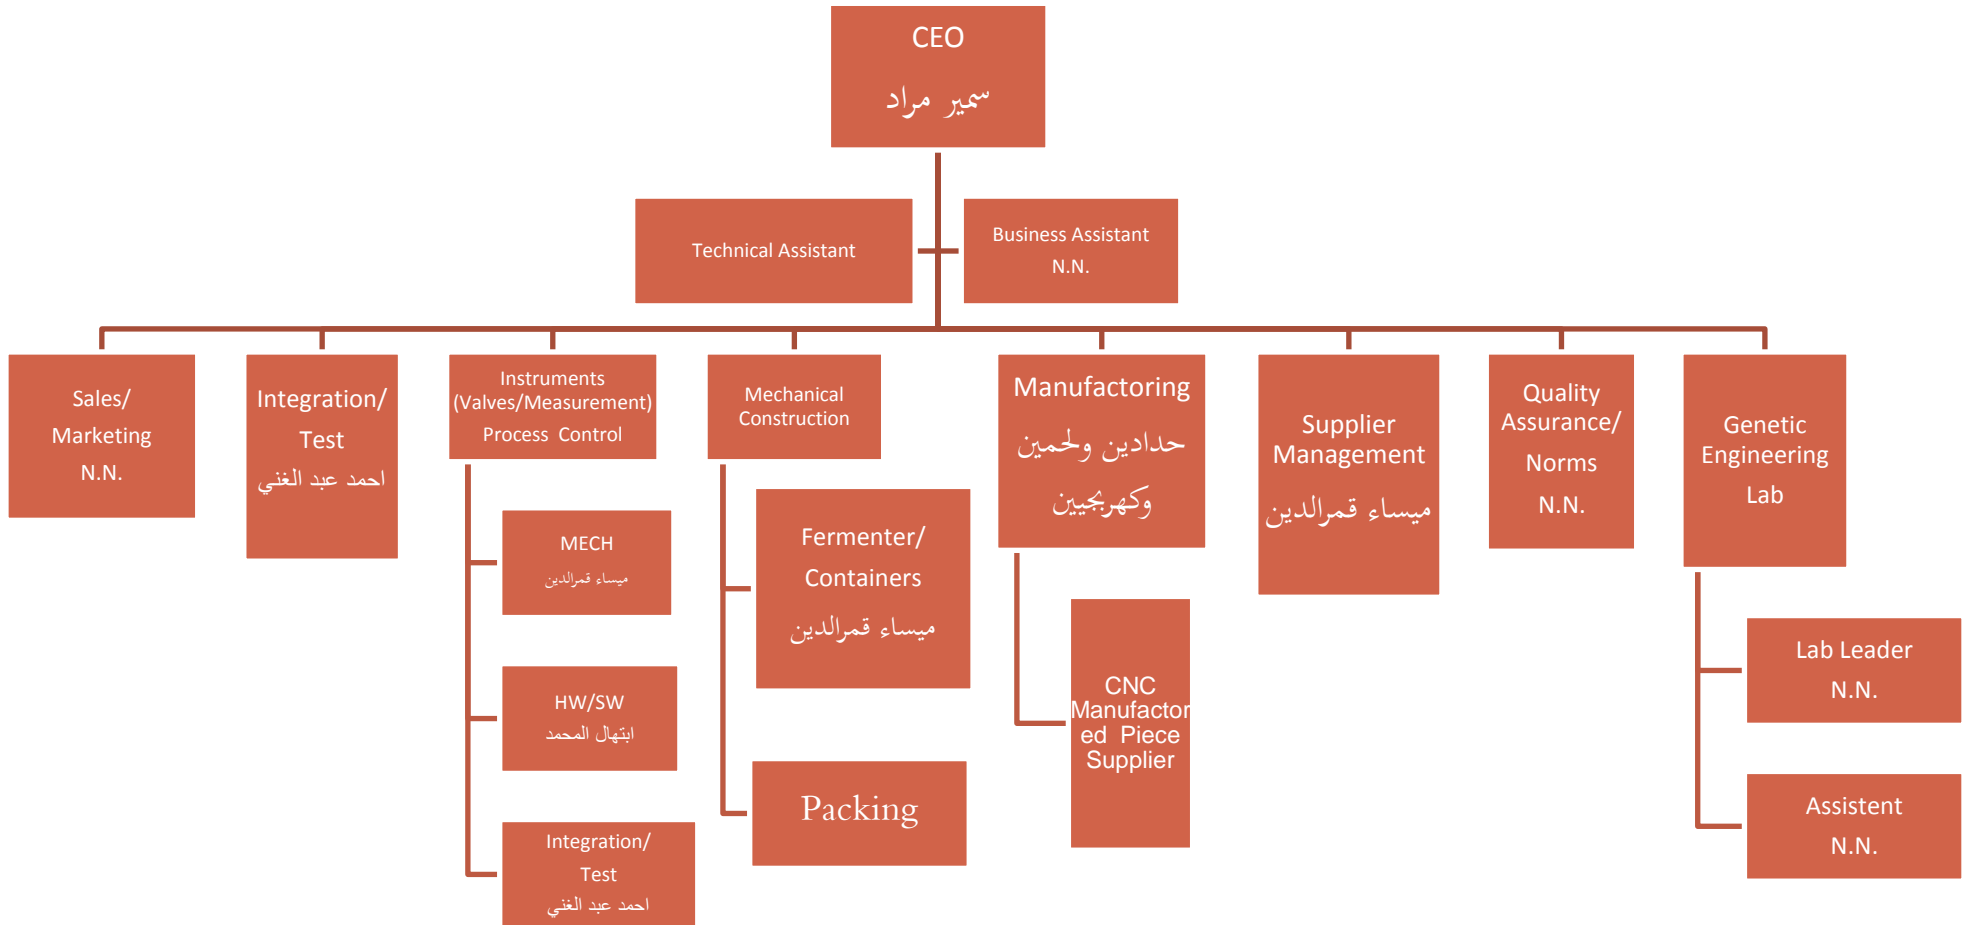 CEO
سمير مراد
Technical Assistant
Business Assistant
N.N.
Sales/
Marketing
N.N.
Integration/
Test
احمد عبد الغني
Instruments
(Valves/Measurement)
Process Control
Mechanical
Construction
Manufactoring
حدادين ولحمين
وكهربجيين
Supplier
Management
ميساء قمرالدين
Quality
Assurance/
Norms
N.N.
Genetic
Engineering
Lab
MECH
ميساء قمرالدين
HW/SW
ابتهال المحمد
Integration/
Test
احمد عبد الغني
Fermenter/
Containers
ميساء قمرالدين
Packing
CNC
Manufactor
ed Piece
Supplier
Lab Leader
N.N.
Assistent
N.N.